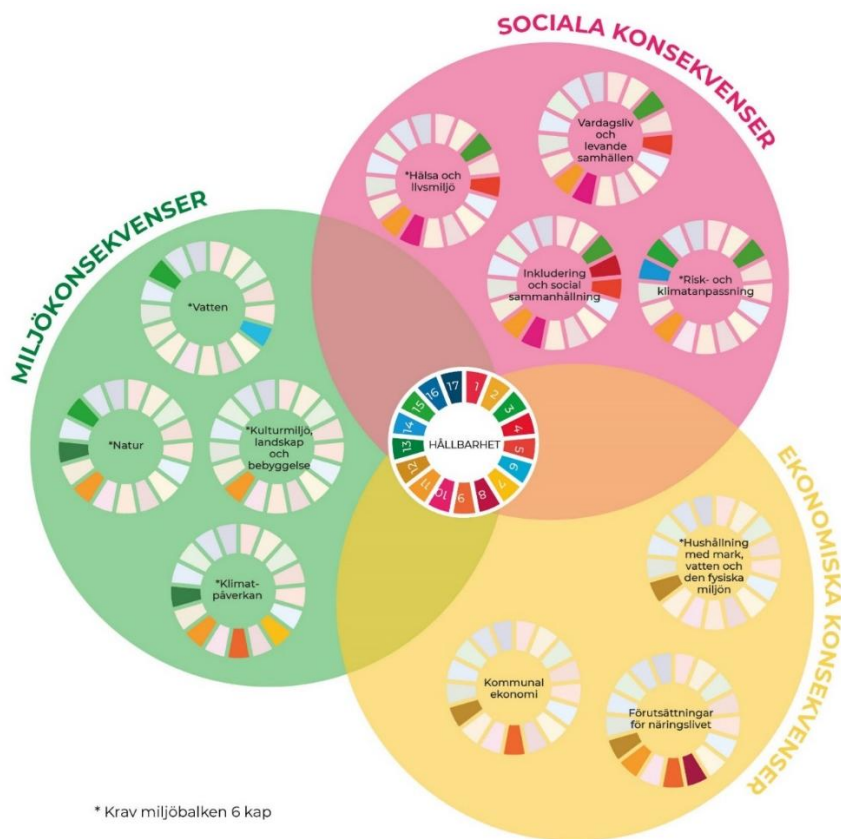 SOCIALA KONSEKVENSER
Vardagsliv
och
levande
samhällen
*Hälsa och
livsmiljö
Inkludering
och social
sammanhållning
*Risk- och
klimatanpassning
MILJÖKONSEKVENSER
*Vatten
*Natur
*Kulturmiljö,
landskap
och
bebyggelse
*Klimat-
påverkan
1
2
3
4
5
6
7
8
9
10
11
12
13
14
15
16
17
HÅLLBARHET
EKONOMISKA KONSEKVENSER
*Hushållning
med mark,
vatten och
den fysiska
miljön
Kommunal
ekonomi
Förutsättningar
för näringslivet
* Krav miljöbalken 6 kap